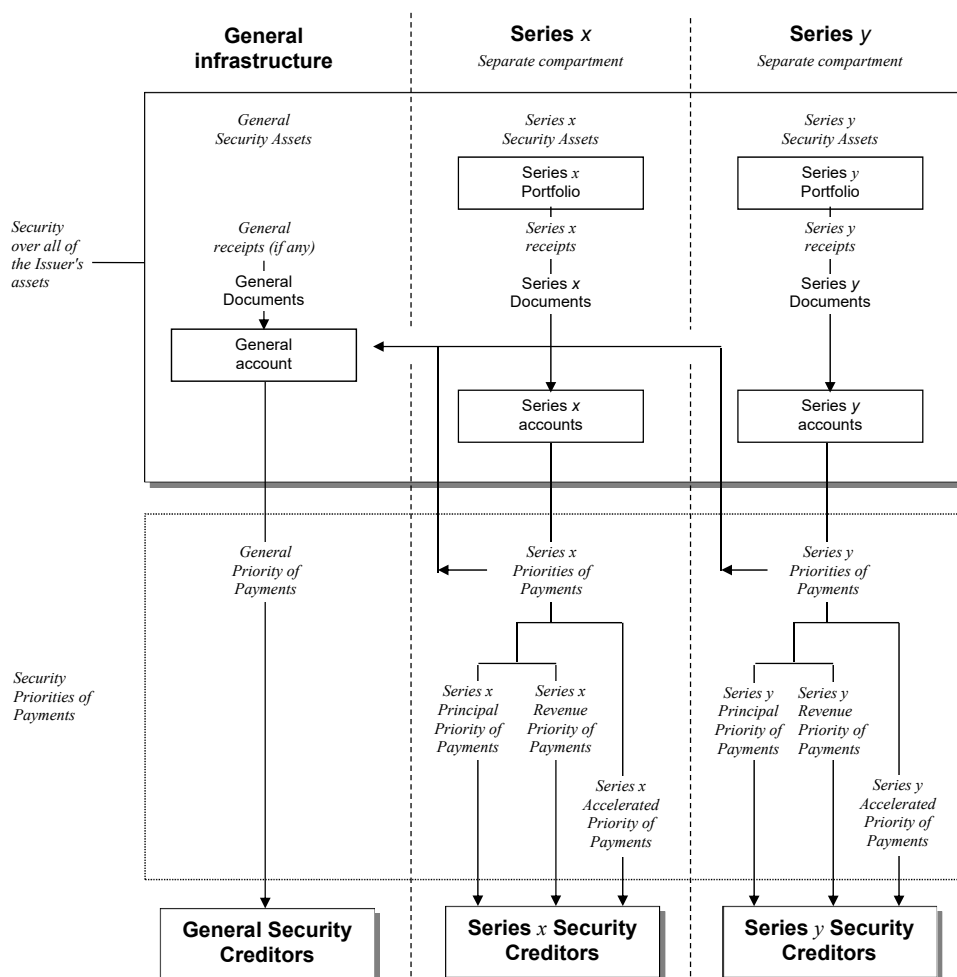 General
infrastructure
Series x
Separate compartment
Series y
Separate compartment
General
Security Assets
Series x
Security Assets
Series y
Security Assets
Series x
Portfolio
Series y
Portfolio
Security
over all of
the Issuer's
assets
General
receipts (if any)
Series x
receipts
Series y
receipts
General
Documents
Series x
Documents
Series y
Documents
General
account
Series x
accounts
Series y
accounts
General
Priority of
Payments
Series x
Priorities of
Payments
Series y
Priorities of
Payments
Security
Priorities of
Payments
Series x
Principal
Priority of
Payments
Series x
Revenue
Priority of
Payments
Series y
Principal
Priority of
Payments
Series y
Revenue
Priority of
Payments
Series x
Accelerated
Priority of
Payments
Series y
Accelerated
Priority of
Payments
General Security
Creditors
Series x Security
Creditors
Series y Security
Creditors